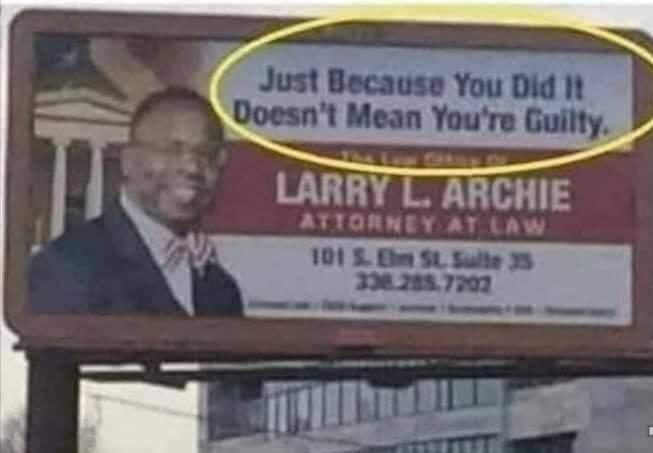 Just Because You Did It
Doesn't Mean You're Guilty.
The Law Office Of
LARRY L. ARCHIE
ATTORNEY AT LAW
101 S. Elm St. Suite 35
336.285.7202